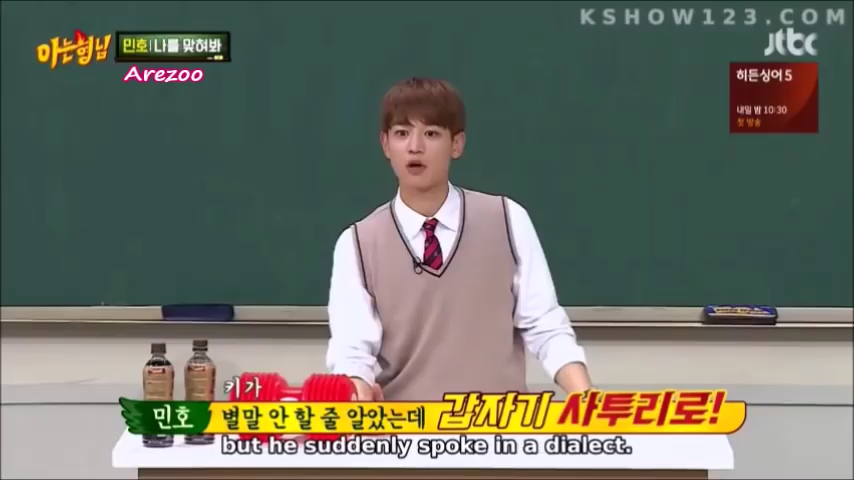 KSHOW123.COM
아는형님
민호 | 나를 맞혀봐
Arezoo
jtbc
히든싱어 5
내일 밤 10:30
첫 방송
키가
민호 별말 안 할 줄 알았는데 갑자기 사투리로!
but he suddenly spoke in a dialect.